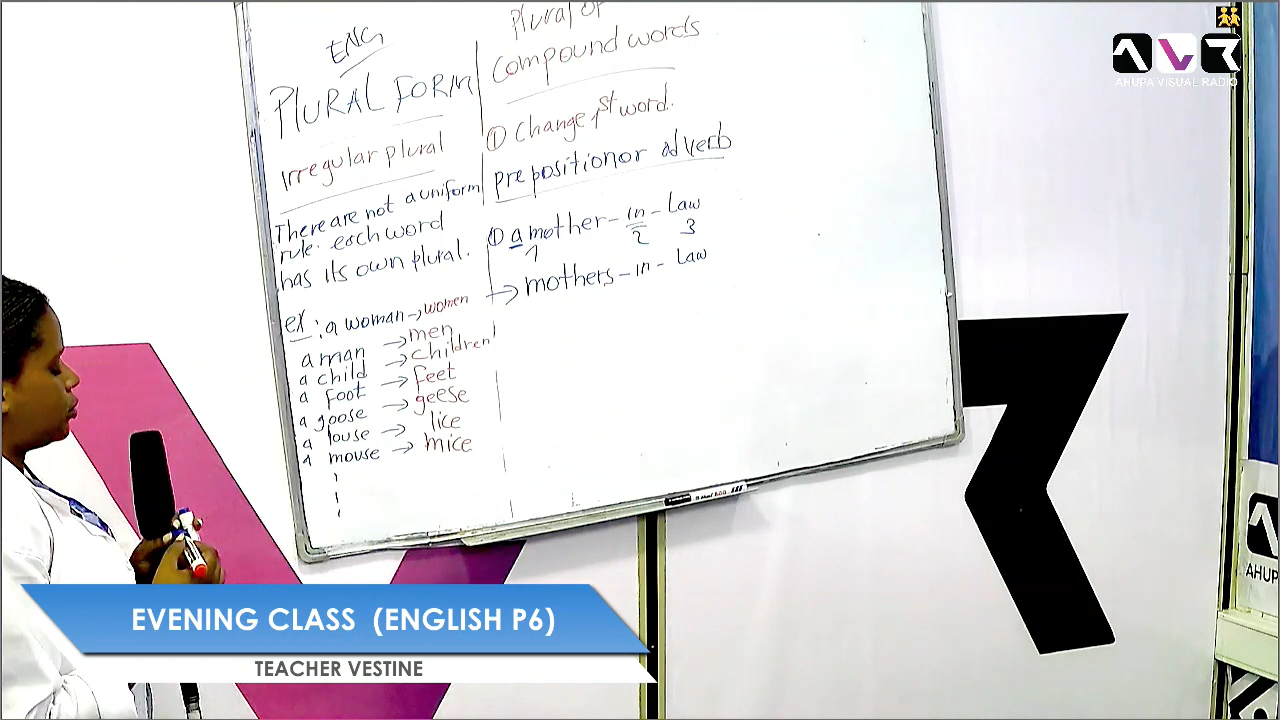 ENG
PLURAL FORM
Irregular plural
There are not a uniform
rule. each word
has its own plural.
ex: a woman → women
a man → men
a child → children
a foot → feet
a goose → geese
a louse → lice
a mouse → mice
Plural of
compound words
① change 1st word.
preposition or adverb
① a mother-in-Law
1 2 3
→ mothers-in-Law
AHUPA VISUAL RADIO
AHUPA
EVENING CLASS (ENGLISH P6)
TEACHER VESTINE